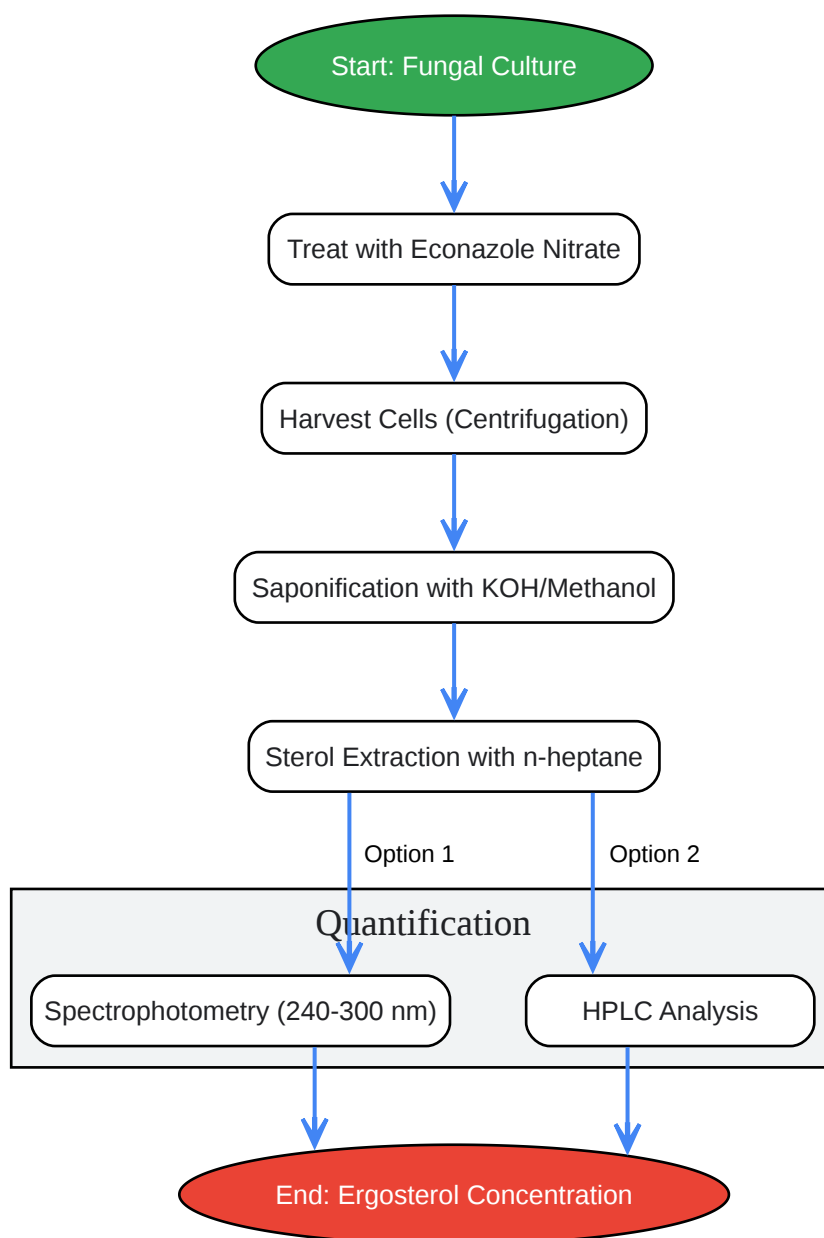 Start: Fungal Culture
Treat with Econazole Nitrate
Harvest Cells (Centrifugation)
Saponification with KOH/Methanol
Sterol Extraction with n-heptane
Option 1
Option 2
Quantification
Spectrophotometry (240-300 nm)
HPLC Analysis
End: Ergosterol Concentration